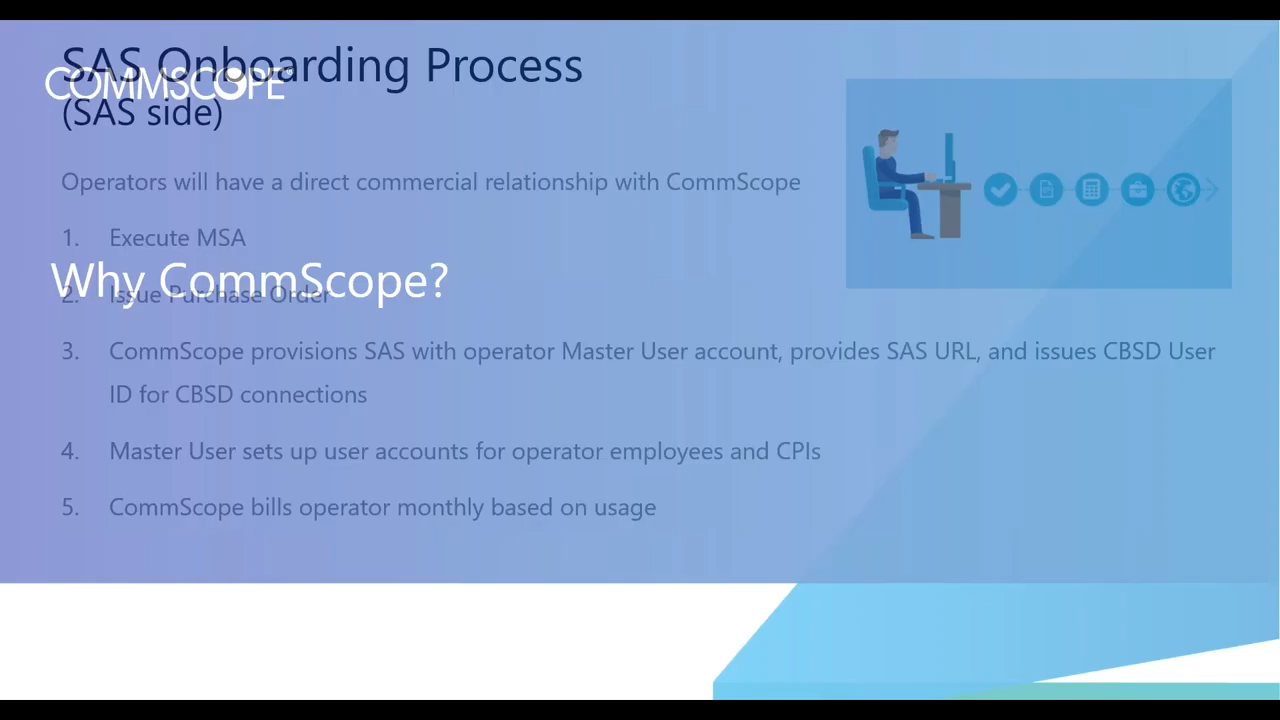 SAS Onboarding Process
COMMSCOPE
(SAS side)
Operators will have a direct commercial relationship with CommScope
1. Execute MSA
Why CommScope?
2. Issue Purchase Order
3. CommScope provisions SAS with operator Master User account, provides SAS URL, and issues CBSD User
ID for CBSD connections
4. Master User sets up user accounts for operator employees and CPIs
5. CommScope bills operator monthly based on usage